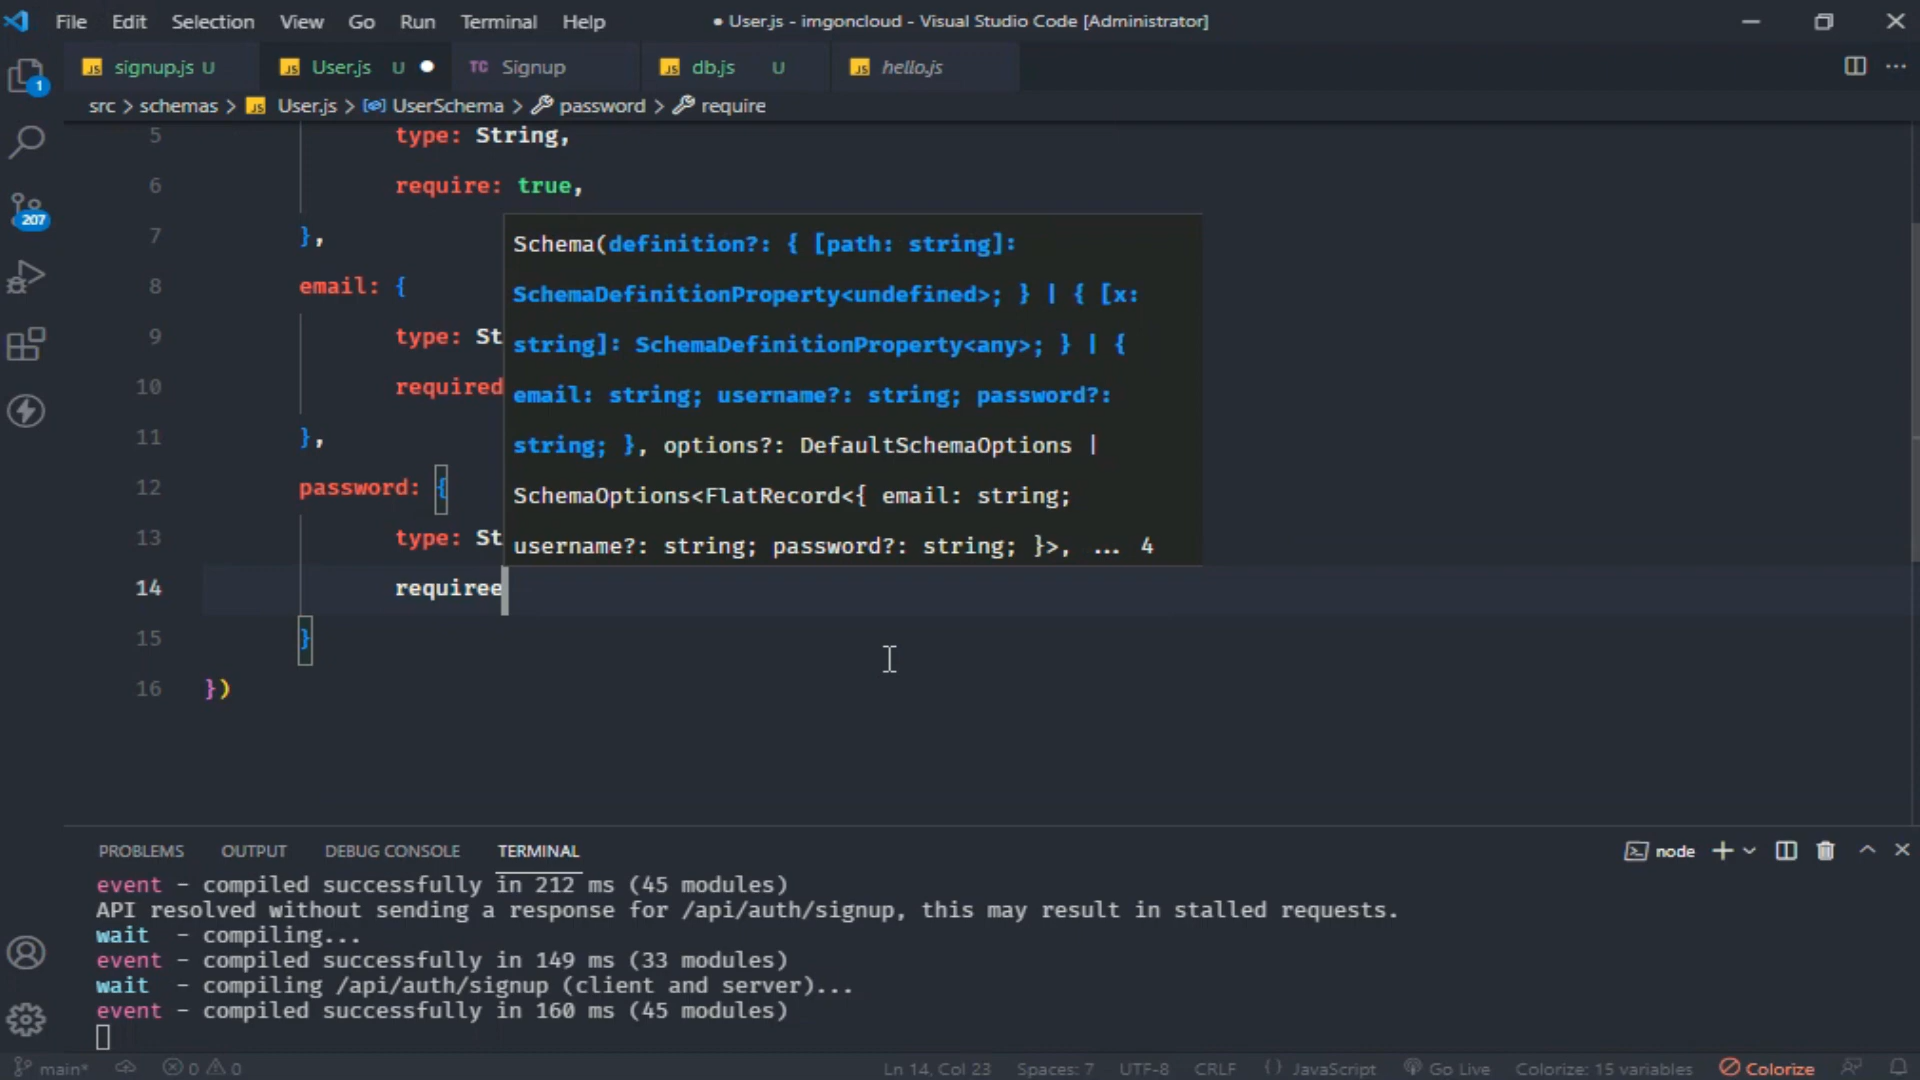 File Edit Selection View Go Run Terminal Help ● User.js - imgoncloud - Visual Studio Code [Administrator]
JS signup.js U JS User.js U ● TC Signup JS db.js U JS hello.js
1
src > schemas > JS User.js > UserSchema > password > require
5 type: String,
6 require: true,
7 },
8 email: {
9 type: St
10 required
11 },
12 password: {
13 type: St
14 requiree
15 }
16 })
Schema(definition?: { [path: string]:
SchemaDefinitionProperty<undefined>; } | { [x:
string]: SchemaDefinitionProperty<any>; } | {
email: string; username?: string; password?:
string; }, options?: DefaultSchemaOptions |
SchemaOptions<FlatRecord<{ email: string;
username?: string; password?: string; }>, ... 4
207
PROBLEMS OUTPUT DEBUG CONSOLE TERMINAL node
event - compiled successfully in 212 ms (45 modules)
API resolved without sending a response for /api/auth/signup, this may result in stalled requests.
wait - compiling...
event - compiled successfully in 149 ms (33 modules)
wait - compiling /api/auth/signup (client and server)...
event - compiled successfully in 160 ms (45 modules)
main* 0 0 Ln 14, Col 23 Spaces: 7 UTF-8 CRLF { } JavaScript Go Live Colorize: 15 variables Colorize